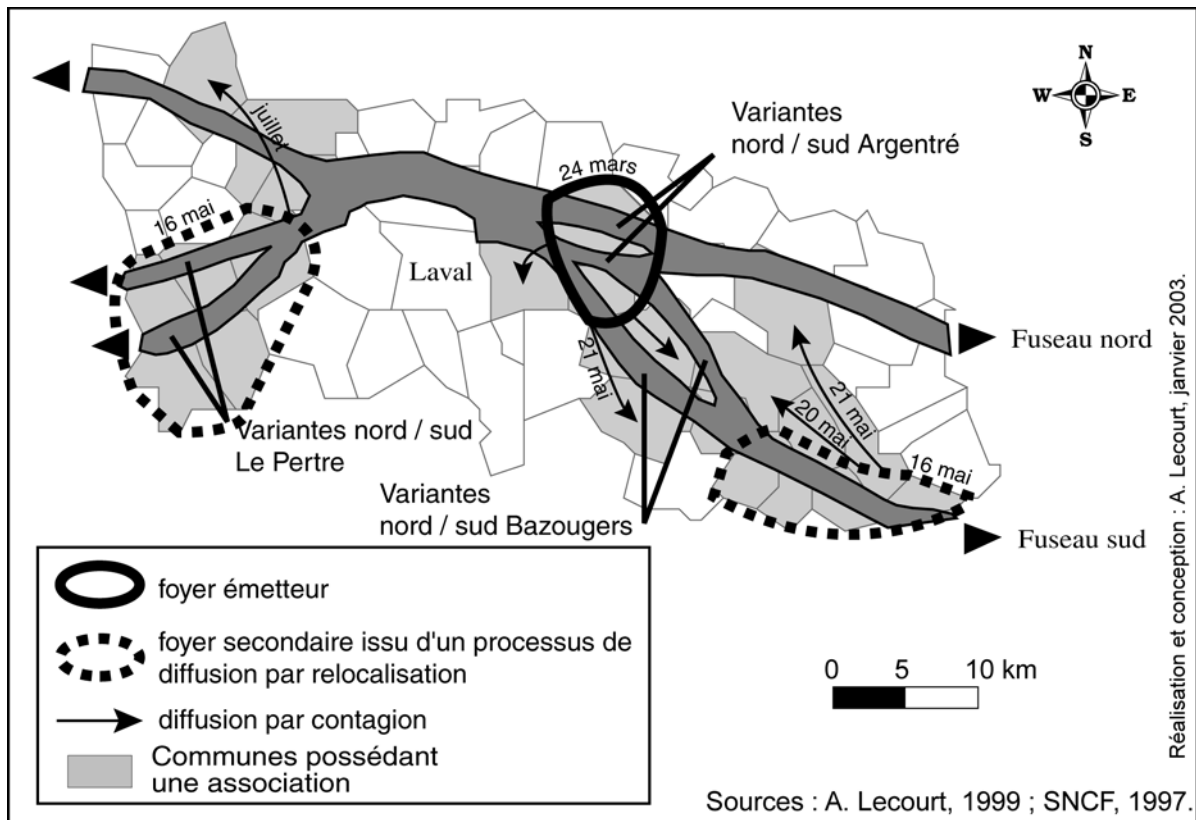 N
W
E
S
Variantes
nord / sud Argentré
24 mars
juillet
16 mai
Laval
Fuseau nord
21 mai
21 mai
20 mai
16 mai
Variantes nord / sud
Le Pertre
Variantes
nord / sud Bazougers
Fuseau sud
foyer émetteur
foyer secondaire issu d'un processus de
diffusion par relocalisation
diffusion par contagion
Communes possédant
une association
0 5 10 km
Réalisation et conception : A. Lecourt, janvier 2003.
Sources : A. Lecourt, 1999 ; SNCF, 1997.